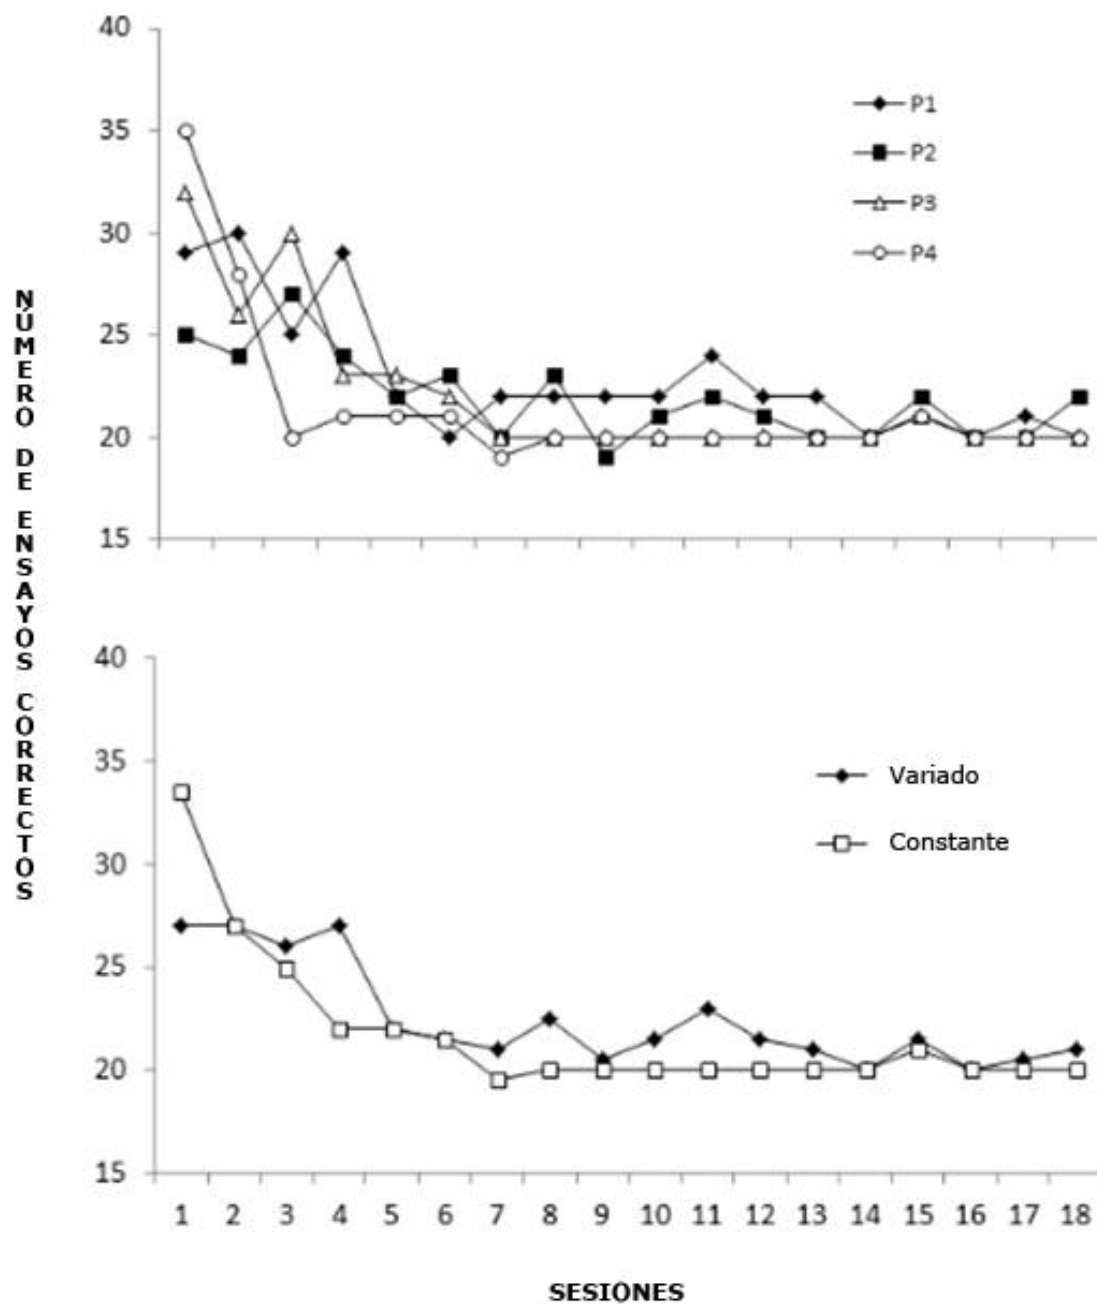 40
35
30
25
20
15
P1
P2
P3
P4
NÚMERO DE ENSAYOS CORRECTOS
40
35
30
25
20
15
Variado
Constante
1 2 3 4 5 6 7 8 9 10 11 12 13 14 15 16 17 18
SESIONES